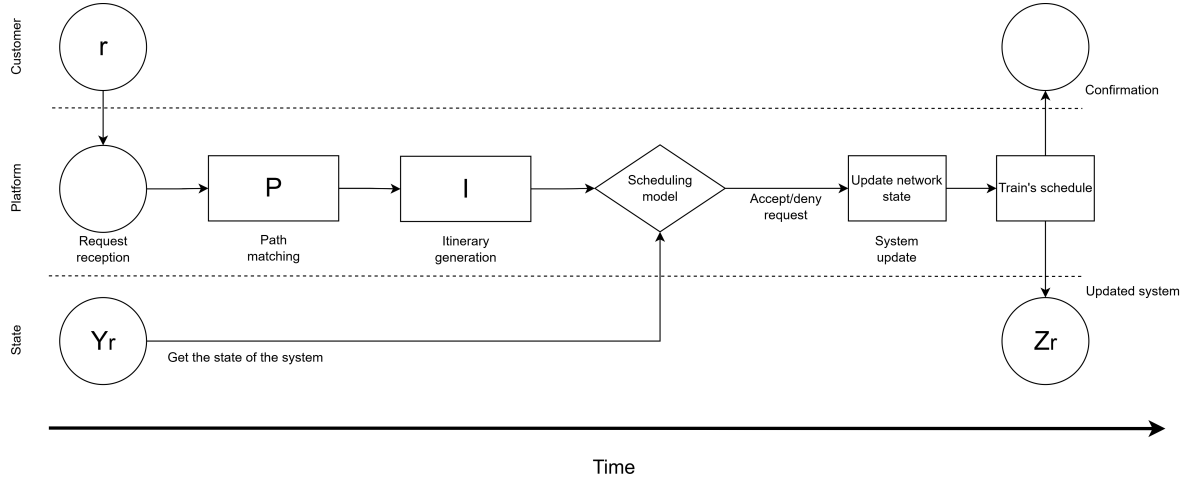 Customer
r
Confirmation
Platform
P
I
Scheduling
model
Accept/deny
request
Update network
state
Train's schedule
Request
reception
Path
matching
Itinerary
generation
System
update
Updated system
State
Yr
Get the state of the system
Zr
Time